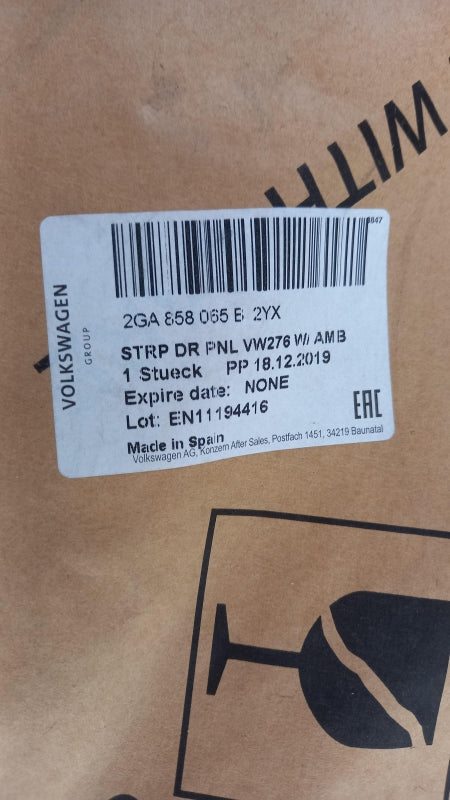 WITH
VOLKSWAGEN
GROUP
2GA 858 065 B 2YX
STRP DR PNL VW276 W/ AMB
1 Stueck PP 18.12.2019
Expire date: NONE
Lot: EN11194416
EAC
Made in Spain
Volkswagen AG, Konzern After Sales, Postfach 1451, 34219 Baunatal